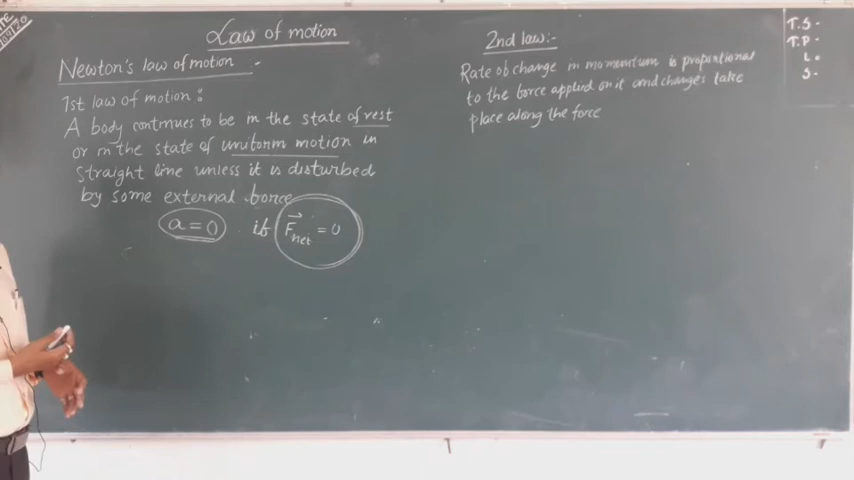 Law of motion
Newton's law of motion -
1st law of motion :
A body continues to be in the state of rest
or in the state of uniform motion in
straight line unless it is disturbed
by some external force
a = 0 if F⃗net = 0
2nd law:-
Rate of change in momentum is proportional
to the force applied on it and changes take
place along the force
T.S -
T.P -
L -
S -